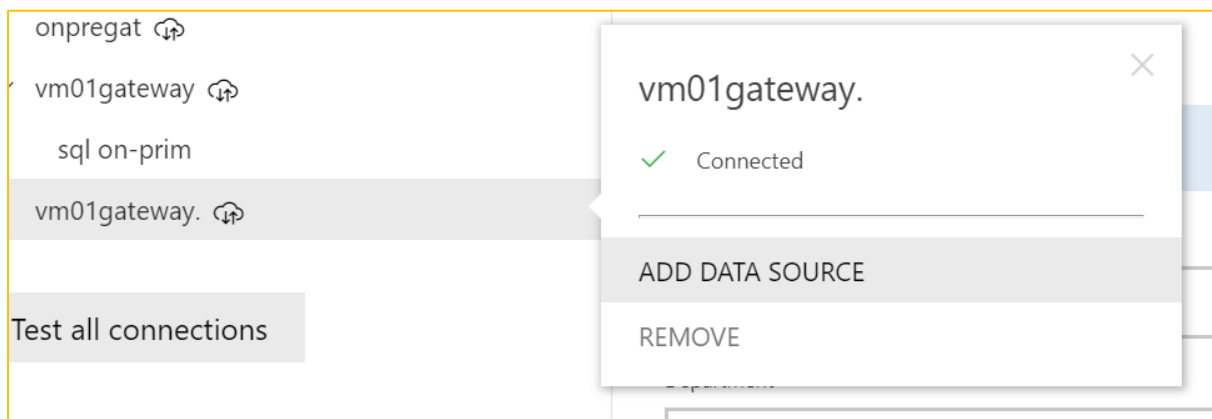 onpregat
vm01gateway
sql on-prim
vm01gateway.
Test all connections
vm01gateway.
Connected
ADD DATA SOURCE
REMOVE